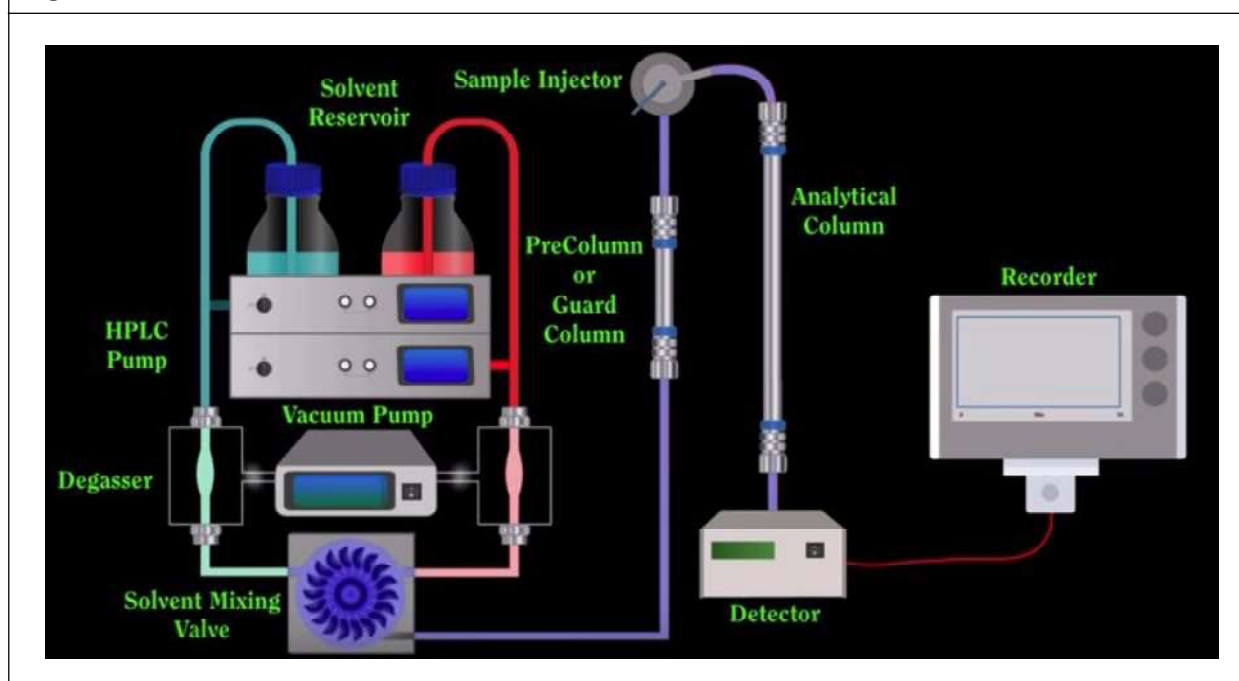 Solvent
Reservoir
Sample Injector
Analytical
Column
PreColumn
or
Guard
Column
Recorder
HPLC
Pump
Vacuum Pump
Degasser
Solvent Mixing
Valve
Detector